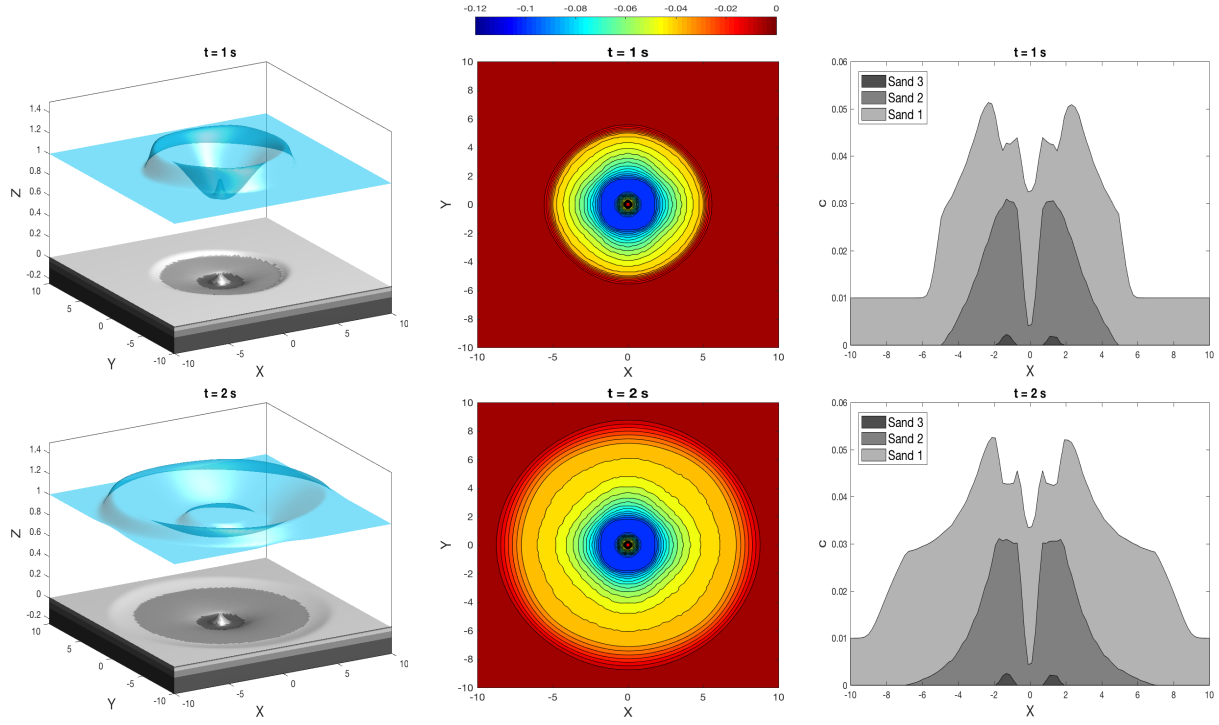 -0.12 -0.1 -0.08 -0.06 -0.04 -0.02 0
t = 1 s
1.4
1.2
1
0.8
0.6
0.4
0.2
0
-0.2
Z
10
5
0
-5
-10
Y
-10
-5
0
5
10
X
t = 1 s
10
8
6
4
2
0
-2
-4
-6
-8
-10
Y
-10 -5 0 5 10
X
t = 1 s
0.06
0.05
0.04
0.03
0.02
0.01
0
c
Sand 3
Sand 2
Sand 1
-10 -8 -6 -4 -2 0 2 4 6 8 10
X
t = 2 s
1.4
1.2
1
0.8
0.6
0.4
0.2
0
-0.2
Z
10
5
0
-5
-10
Y
-10
-5
0
5
10
X
t = 2 s
10
8
6
4
2
0
-2
-4
-6
-8
-10
Y
-10 -5 0 5 10
X
t = 2 s
0.06
0.05
0.04
0.03
0.02
0.01
0
c
Sand 3
Sand 2
Sand 1
-10 -8 -6 -4 -2 0 2 4 6 8 10
X